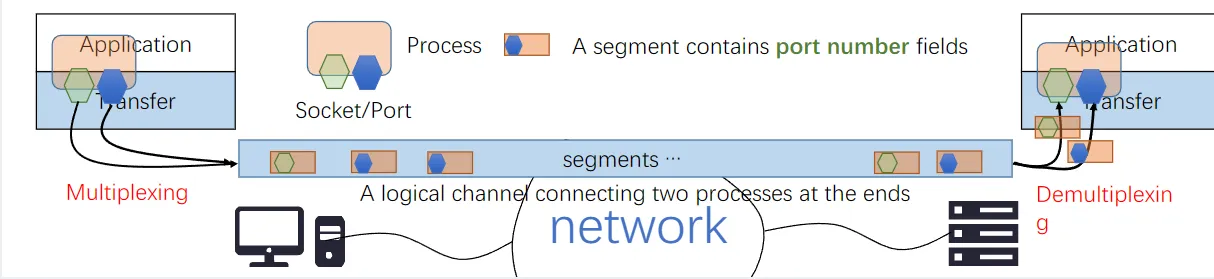 Application
Transfer
Process
A segment contains port number fields
Socket/Port
Application
Transfer
segments ···
Multiplexing
A logical channel connecting two processes at the ends
Demultiplexin
g
network